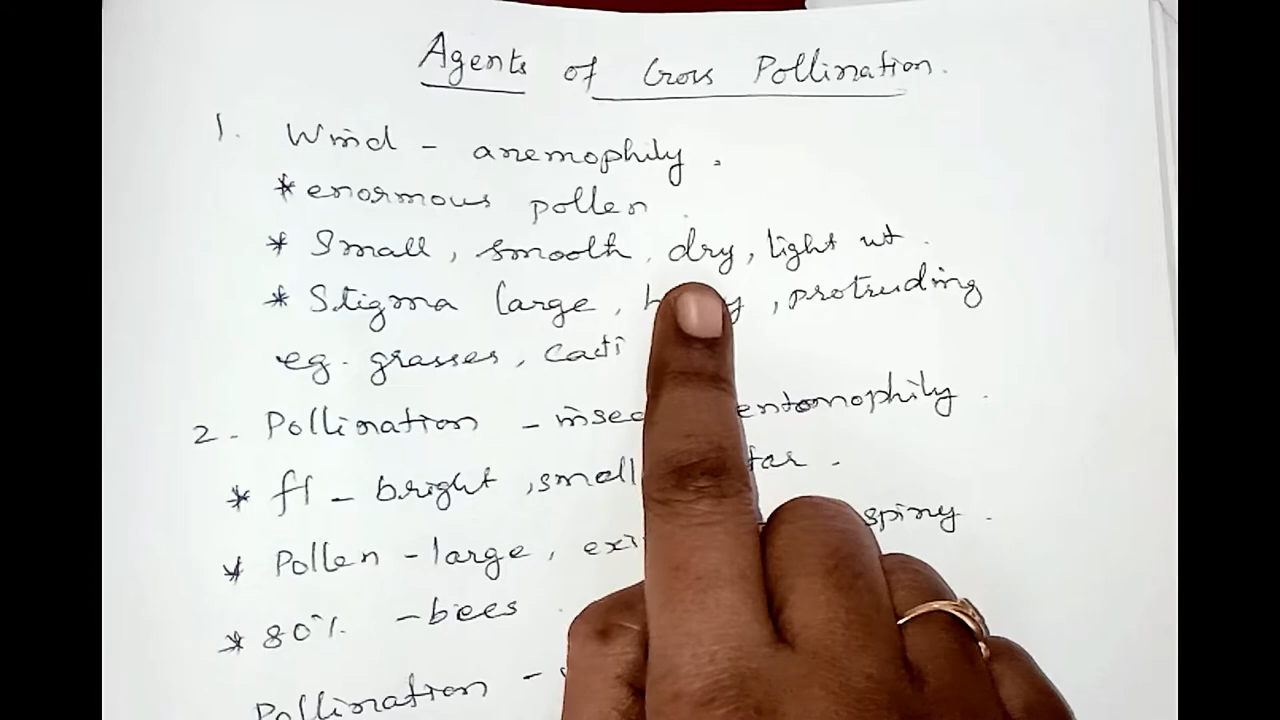 Agents of Cross Pollination.
1. Wind - anemophily.
* enormous pollen.
* Small, smooth, dry, light wt.
* Stigma large, , protruding
eg. grasses, cacti
2. Pollination - entomophily.
* fl - bright, small
* Pollen - large, spiny.
* 80% - bees.
Pollination -